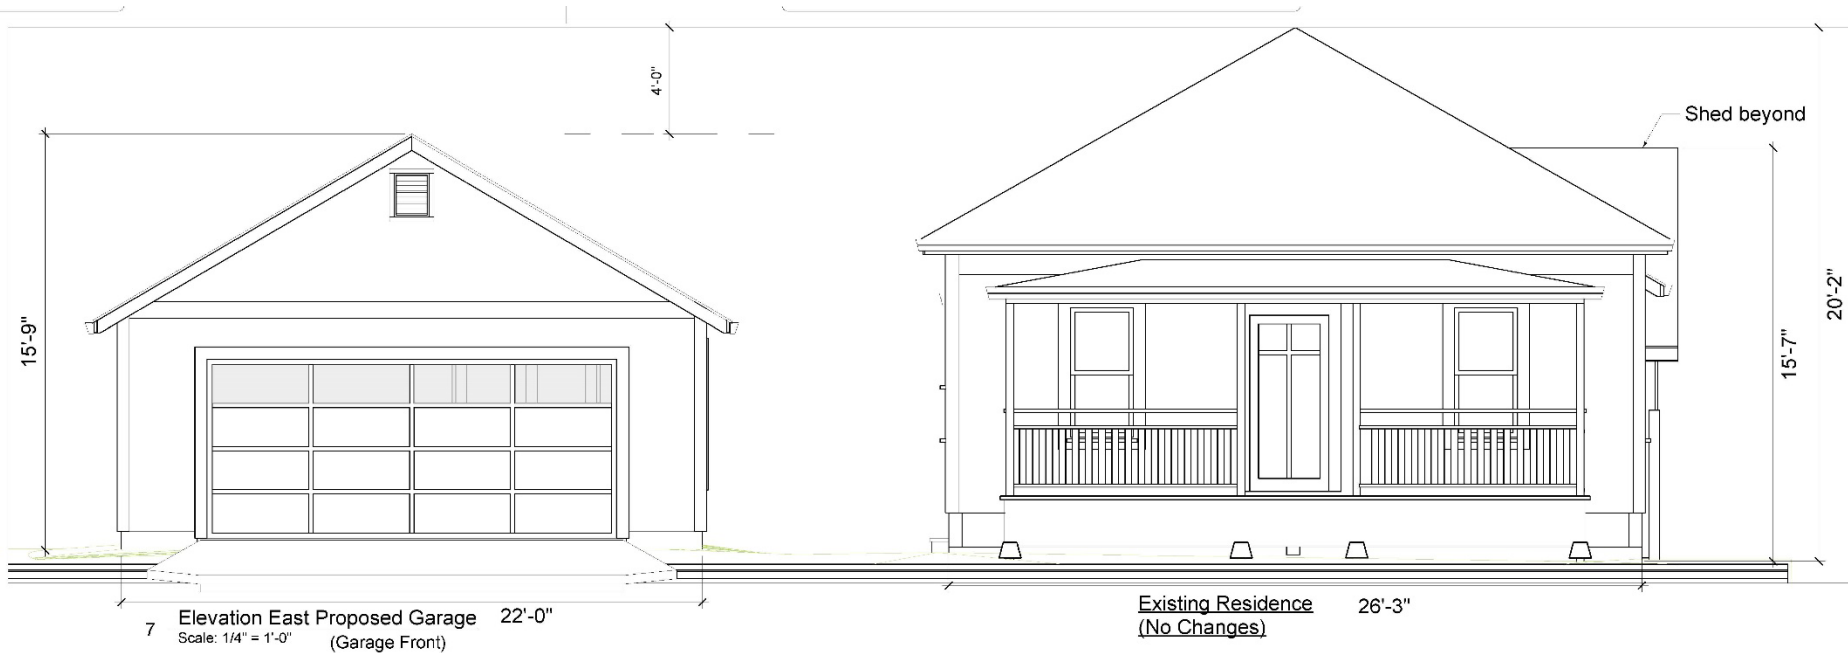 4'-0"
Shed beyond
15'-9"
20'-2"
15'-7"
7 Elevation East Proposed Garage 22'-0"
Scale: 1/4" = 1'-0"
(Garage Front)
Existing Residence 26'-3"
(No Changes)